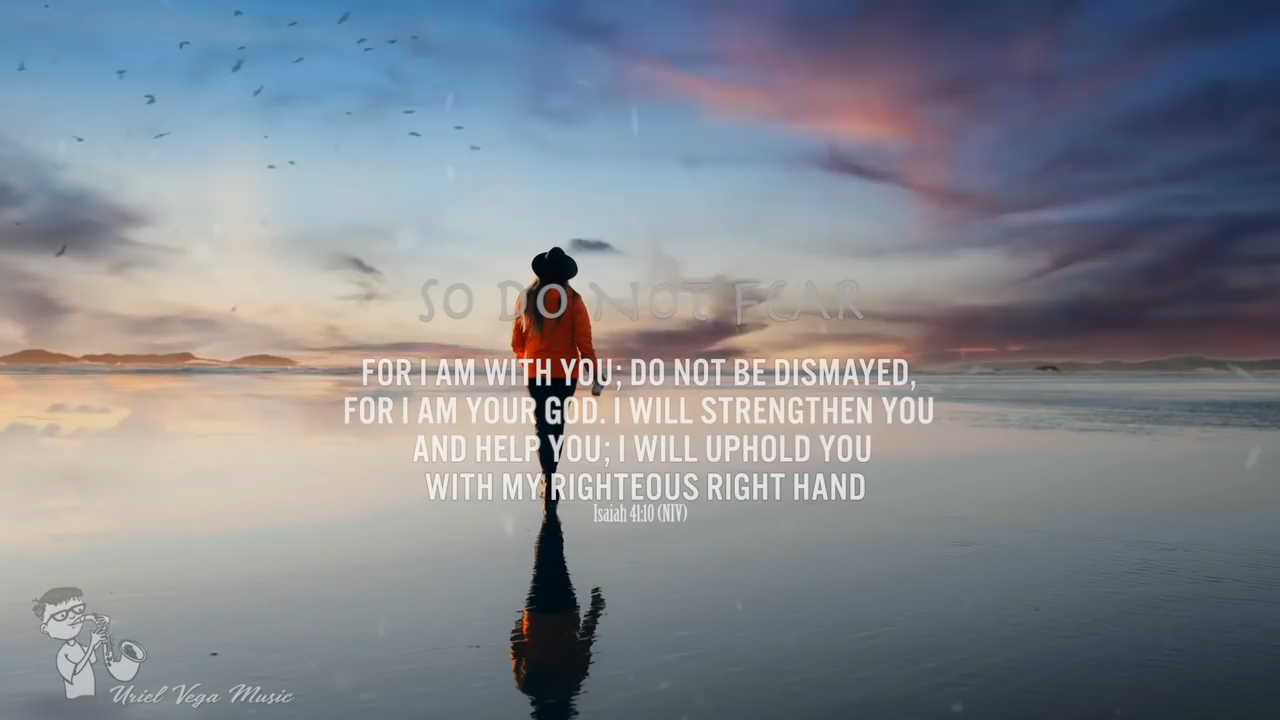 SO DO NOT FEAR
FOR I AM WITH YOU; DO NOT BE DISMAYED,
FOR I AM YOUR GOD. I WILL STRENGTHEN YOU
AND HELP YOU; I WILL UPHOLD YOU
WITH MY RIGHTEOUS RIGHT HAND
Isaiah 41:10 (NIV)
Uriel Vega Music